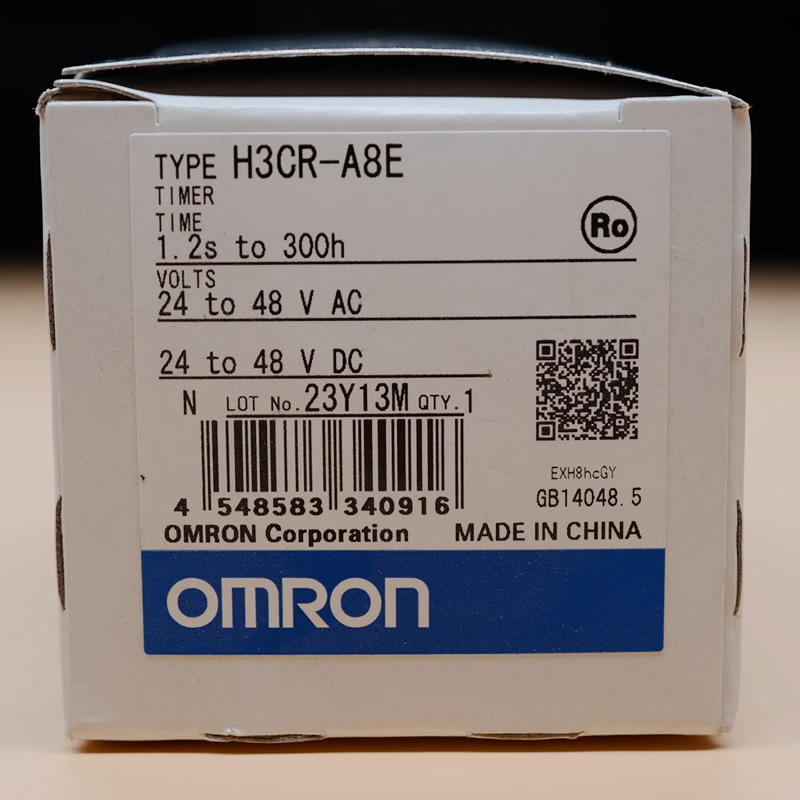 TYPE H3CR-A8E
TIMER
TIME
1.2s to 300h
Ro
VOLTS
24 to 48 V AC
24 to 48 V DC
N LOT No. 23Y13M QTY. 1
EXH8hcGY
4 548583 340916
GB14048.5
OMRON Corporation MADE IN CHINA
OMRON